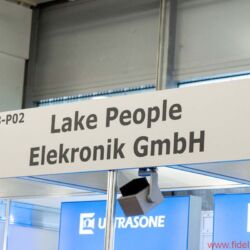 -P02
Lake People
Elekronik GmbH
ULTRASONE
www.fidel